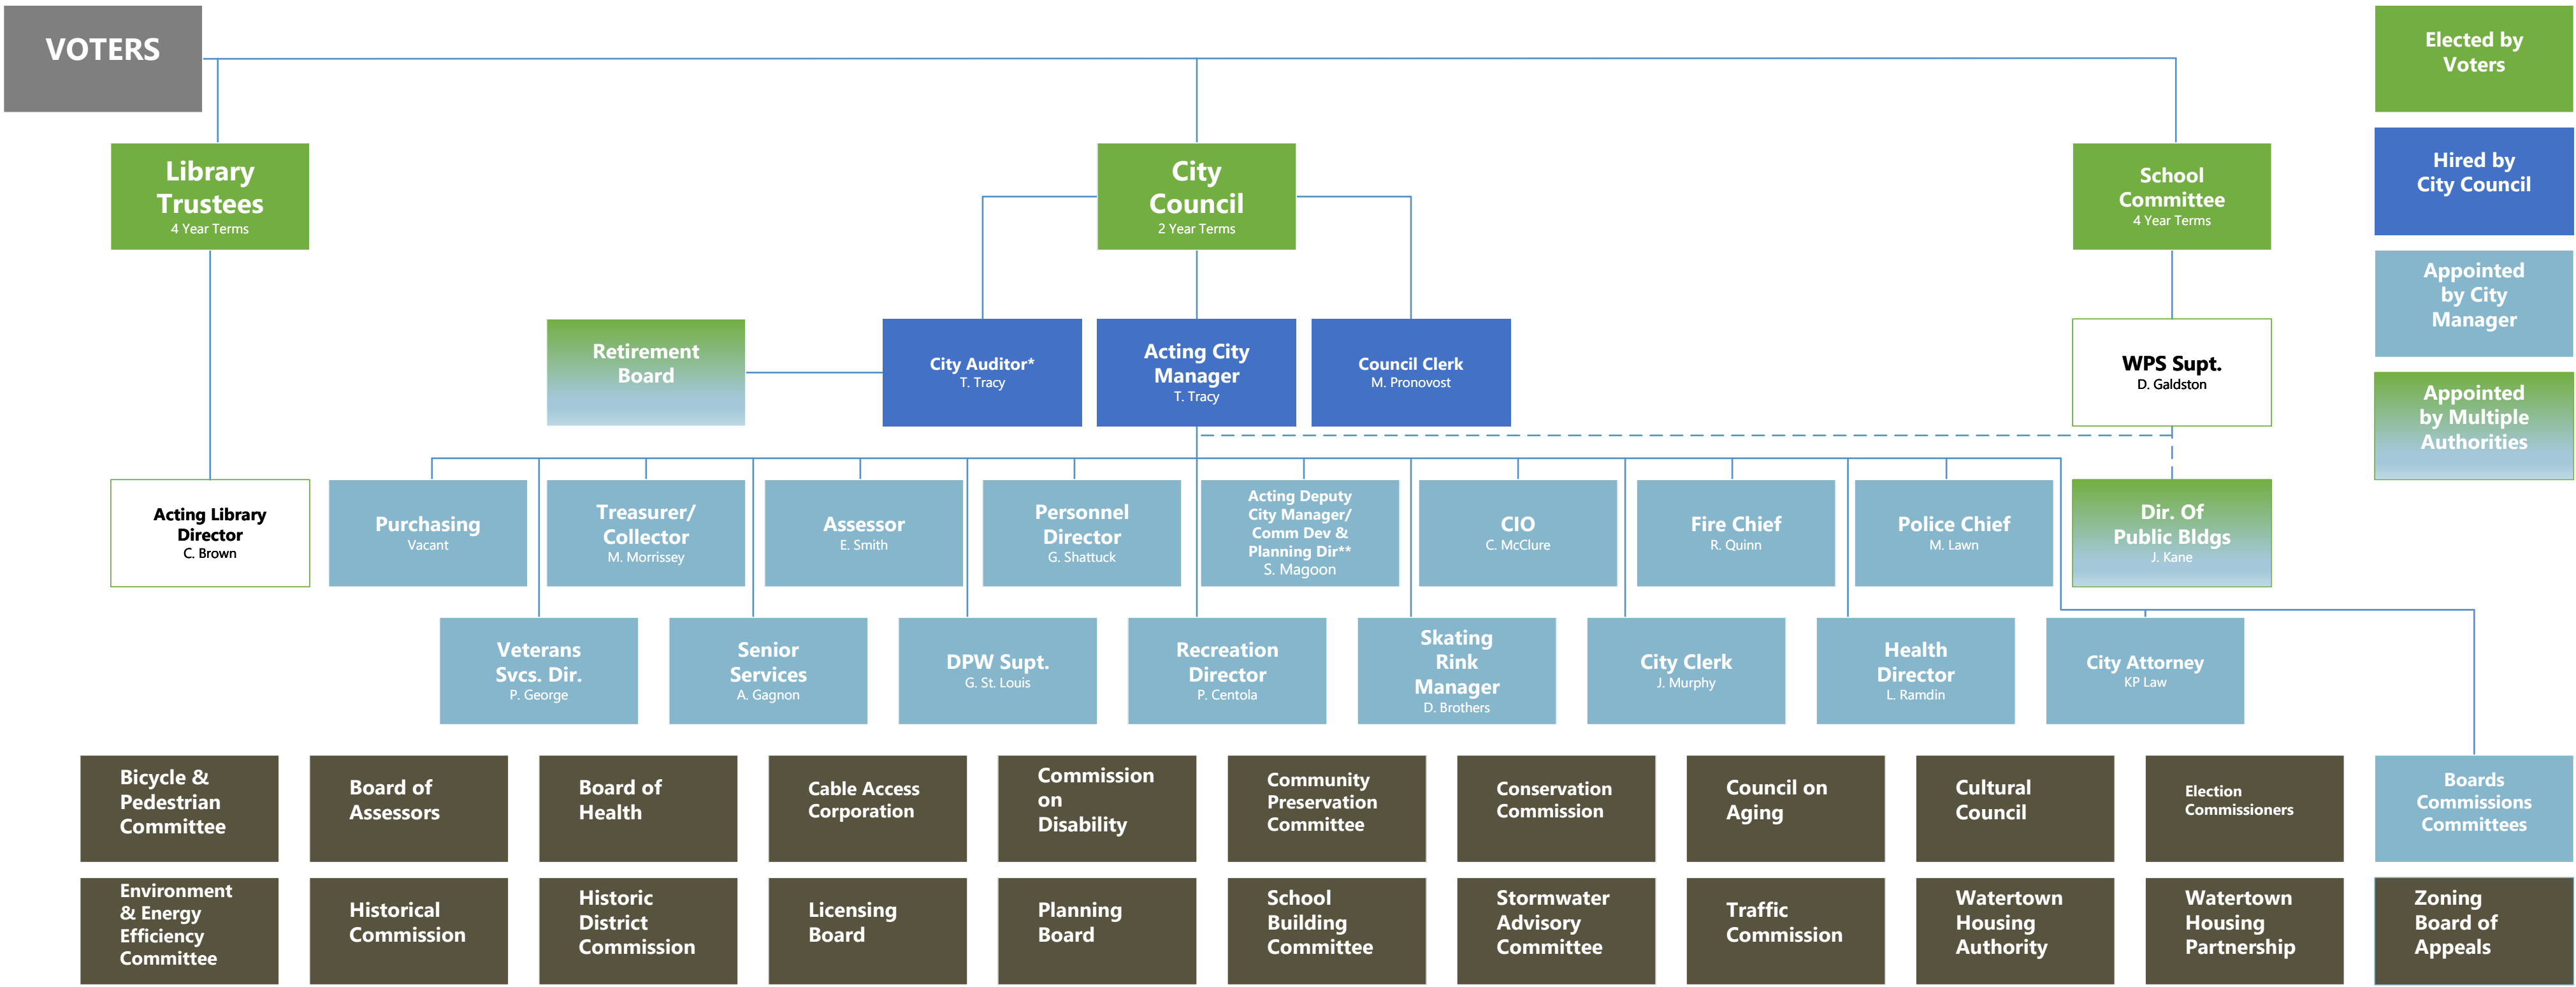 VOTERS
Elected by
Voters
Hired by
City Council
Appointed
by City
Manager
Appointed
by Multiple
Authorities
Library
Trustees
4 Year Terms
City
Council
2 Year Terms
School
Committee
4 Year Terms
Retirement
Board
City Auditor*
T. Tracy
Acting City
Manager
T. Tracy
Council Clerk
M. Pronovost
WPS Supt.
D. Galdston
Acting Library
Director
C. Brown
Purchasing
Vacant
Treasurer/
Collector
M. Morrissey
Assessor
E. Smith
Personnel
Director
G. Shattuck
Acting Deputy
City Manager/
Comm Dev &
Planning Dir**
S. Magoon
CIO
C. McClure
Fire Chief
R. Quinn
Police Chief
M. Lawn
Dir. Of
Public Bldgs
J. Kane
Veterans
Svcs. Dir.
P. George
Senior
Services
A. Gagnon
DPW Supt.
G. St. Louis
Recreation
Director
P. Centola
Skating
Rink
Manager
D. Brothers
City Clerk
J. Murphy
Health
Director
L. Ramdin
City Attorney
KP Law
Bicycle &
Pedestrian
Committee
Board of
Assessors
Board of
Health
Cable Access
Corporation
Commission
on
Disability
Community
Preservation
Committee
Conservation
Commission
Council on
Aging
Cultural
Council
Election
Commissioners
Boards
Commissions
Committees
Environment
& Energy
Efficiency
Committee
Historical
Commission
Historic
District
Commission
Licensing
Board
Planning
Board
School
Building
Committee
Stormwater
Advisory
Committee
Traffic
Commission
Watertown
Housing
Authority
Watertown
Housing
Partnership
Zoning
Board of
Appeals